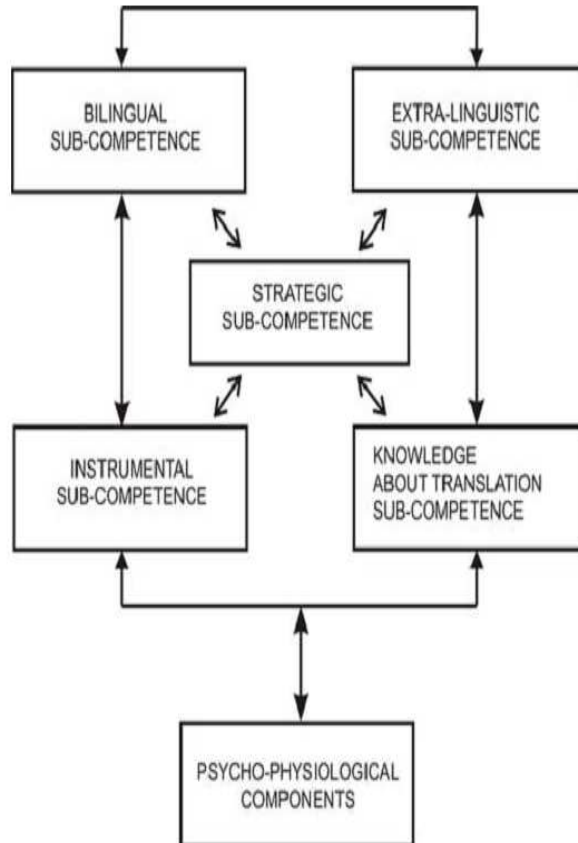 BILINGUAL
SUB-COMPETENCE
EXTRA-LINGUISTIC
SUB-COMPETENCE
STRATEGIC
SUB-COMPETENCE
INSTRUMENTAL
SUB-COMPETENCE
KNOWLEDGE
ABOUT TRANSLATION
SUB-COMPETENCE
PSYCHO-PHYSIOLOGICAL
COMPONENTS